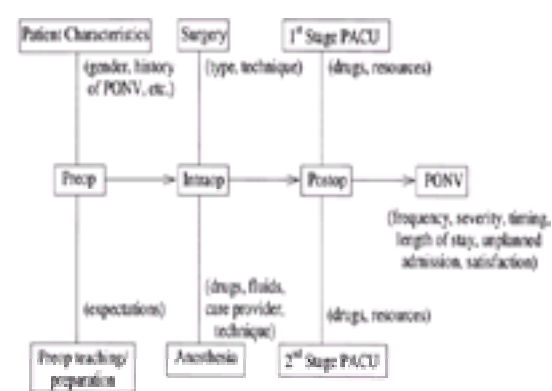 Patient Characteristics
Surgery
1st Stage PACU
(gender, history
of PONV, etc.)
(type, technique)
(drugs, resources)
Preop
Intraop
Postop
PONV
(frequency, severity, timing,
length of stay, unplanned
admission, satisfaction)
(expectations)
(drugs, fluids,
care provider,
technique)
(drugs, resources)
Preop teaching/
preparation
Anesthesia
2nd Stage PACU